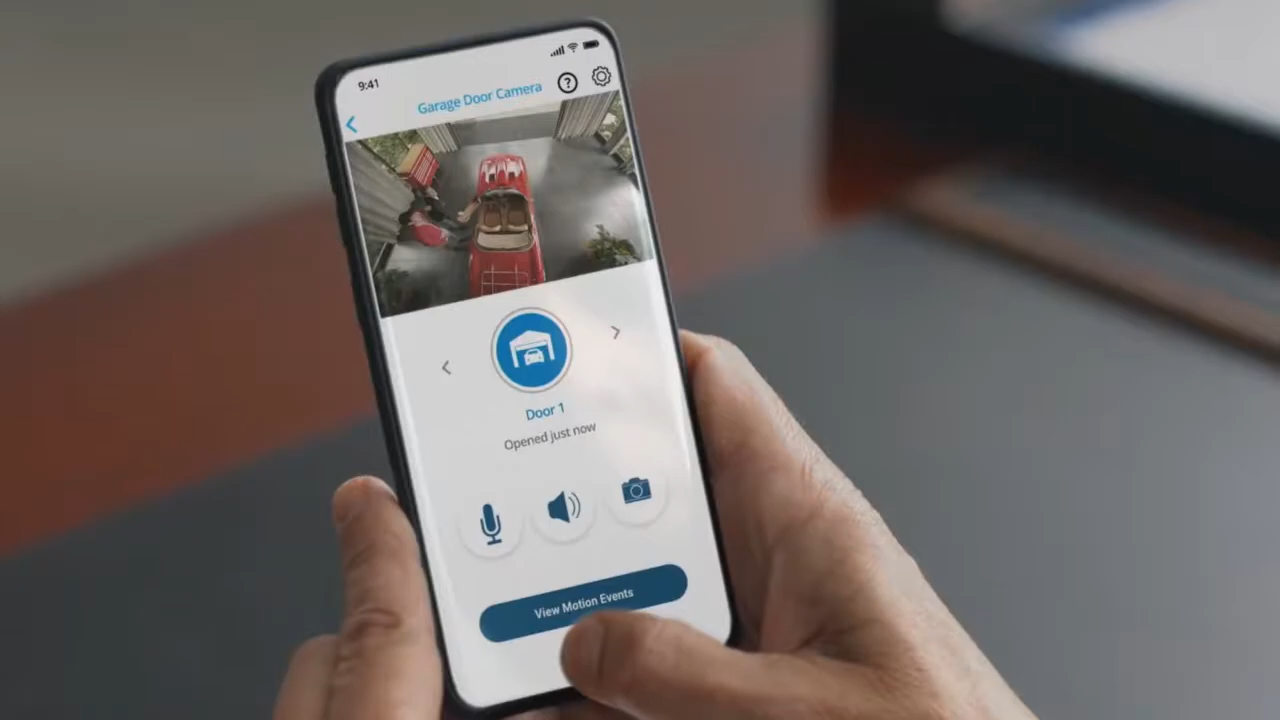 9:41
Garage Door Camera
?
Door 1
Opened just now
View Motion Events